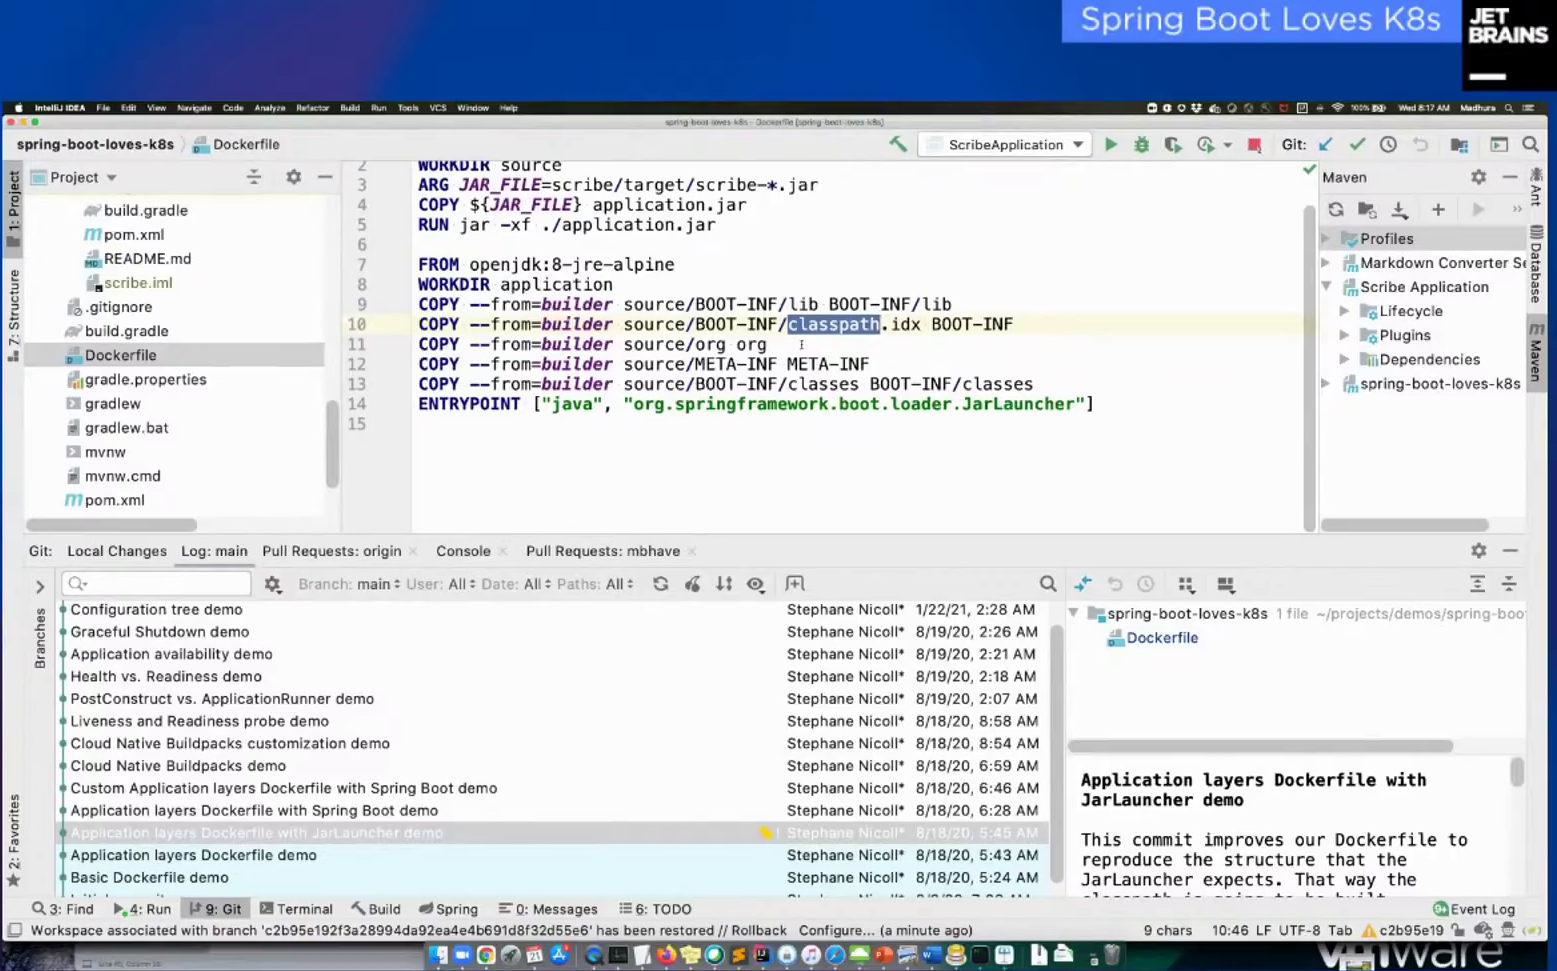 Spring Boot Loves K8s
JET
BRAINS
IntelliJ IDEA File Edit View Navigate Code Analyze Refactor Build Run Tools VCS Window Help
100% Wed 8:17 AM Madhura
spring-boot-loves-k8s – Dockerfile [spring-boot-loves-k8s]
spring-boot-loves-k8s Dockerfile
ScribeApplication
Git:
1: Project
7: Structure
2: Favorites
Project
build.gradle
pom.xml
README.md
scribe.iml
.gitignore
build.gradle
Dockerfile
gradle.properties
gradlew
gradlew.bat
mvnw
mvnw.cmd
pom.xml
2 WORKDIR source
3 ARG JAR_FILE=scribe/target/scribe-*.jar
4 COPY ${JAR_FILE} application.jar
5 RUN jar -xf ./application.jar
6
7 FROM openjdk:8-jre-alpine
8 WORKDIR application
9 COPY --from=builder source/BOOT-INF/lib BOOT-INF/lib
10 COPY --from=builder source/BOOT-INF/classpath.idx BOOT-INF
11 COPY --from=builder source/org org
12 COPY --from=builder source/META-INF META-INF
13 COPY --from=builder source/BOOT-INF/classes BOOT-INF/classes
14 ENTRYPOINT ["java", "org.springframework.boot.loader.JarLauncher"]
15
Maven
Profiles
Markdown Converter Se
Scribe Application
Lifecycle
Plugins
Dependencies
spring-boot-loves-k8s
Ant
Database
Maven
Git: Local Changes Log: main Pull Requests: origin Console Pull Requests: mbhave
Branch: main User: All Date: All Paths: All
Branches
Configuration tree demo Stephane Nicoll* 1/22/21, 2:28 AM
Graceful Shutdown demo Stephane Nicoll* 8/19/20, 2:26 AM
Application availability demo Stephane Nicoll* 8/19/20, 2:21 AM
Health vs. Readiness demo Stephane Nicoll* 8/19/20, 2:18 AM
PostConstruct vs. ApplicationRunner demo Stephane Nicoll* 8/19/20, 2:07 AM
Liveness and Readiness probe demo Stephane Nicoll* 8/18/20, 8:58 AM
Cloud Native Buildpacks customization demo Stephane Nicoll* 8/18/20, 8:54 AM
Cloud Native Buildpacks demo Stephane Nicoll* 8/18/20, 6:59 AM
Custom Application layers Dockerfile with Spring Boot demo Stephane Nicoll* 8/18/20, 6:46 AM
Application layers Dockerfile with Spring Boot demo Stephane Nicoll* 8/18/20, 6:28 AM
Application layers Dockerfile with JarLauncher demo ! Stephane Nicoll* 8/18/20, 5:45 AM
Application layers Dockerfile demo Stephane Nicoll* 8/18/20, 5:43 AM
Basic Dockerfile demo Stephane Nicoll* 8/18/20, 5:24 AM
spring-boot-loves-k8s 1 file ~/projects/demos/spring-boo
Dockerfile
Application layers Dockerfile with
JarLauncher demo
This commit improves our Dockerfile to
reproduce the structure that the
JarLauncher expects. That way the
3: Find 4: Run 9: Git Terminal Build Spring 0: Messages 6: TODO
9+ Event Log
Workspace associated with branch 'c2b95e192f3a28994da92ea4e4b691d8f32d55e6' has been restored // Rollback Configure... (a minute ago)
9 chars 10:46 LF UTF-8 Tab c2b95e19
vmware